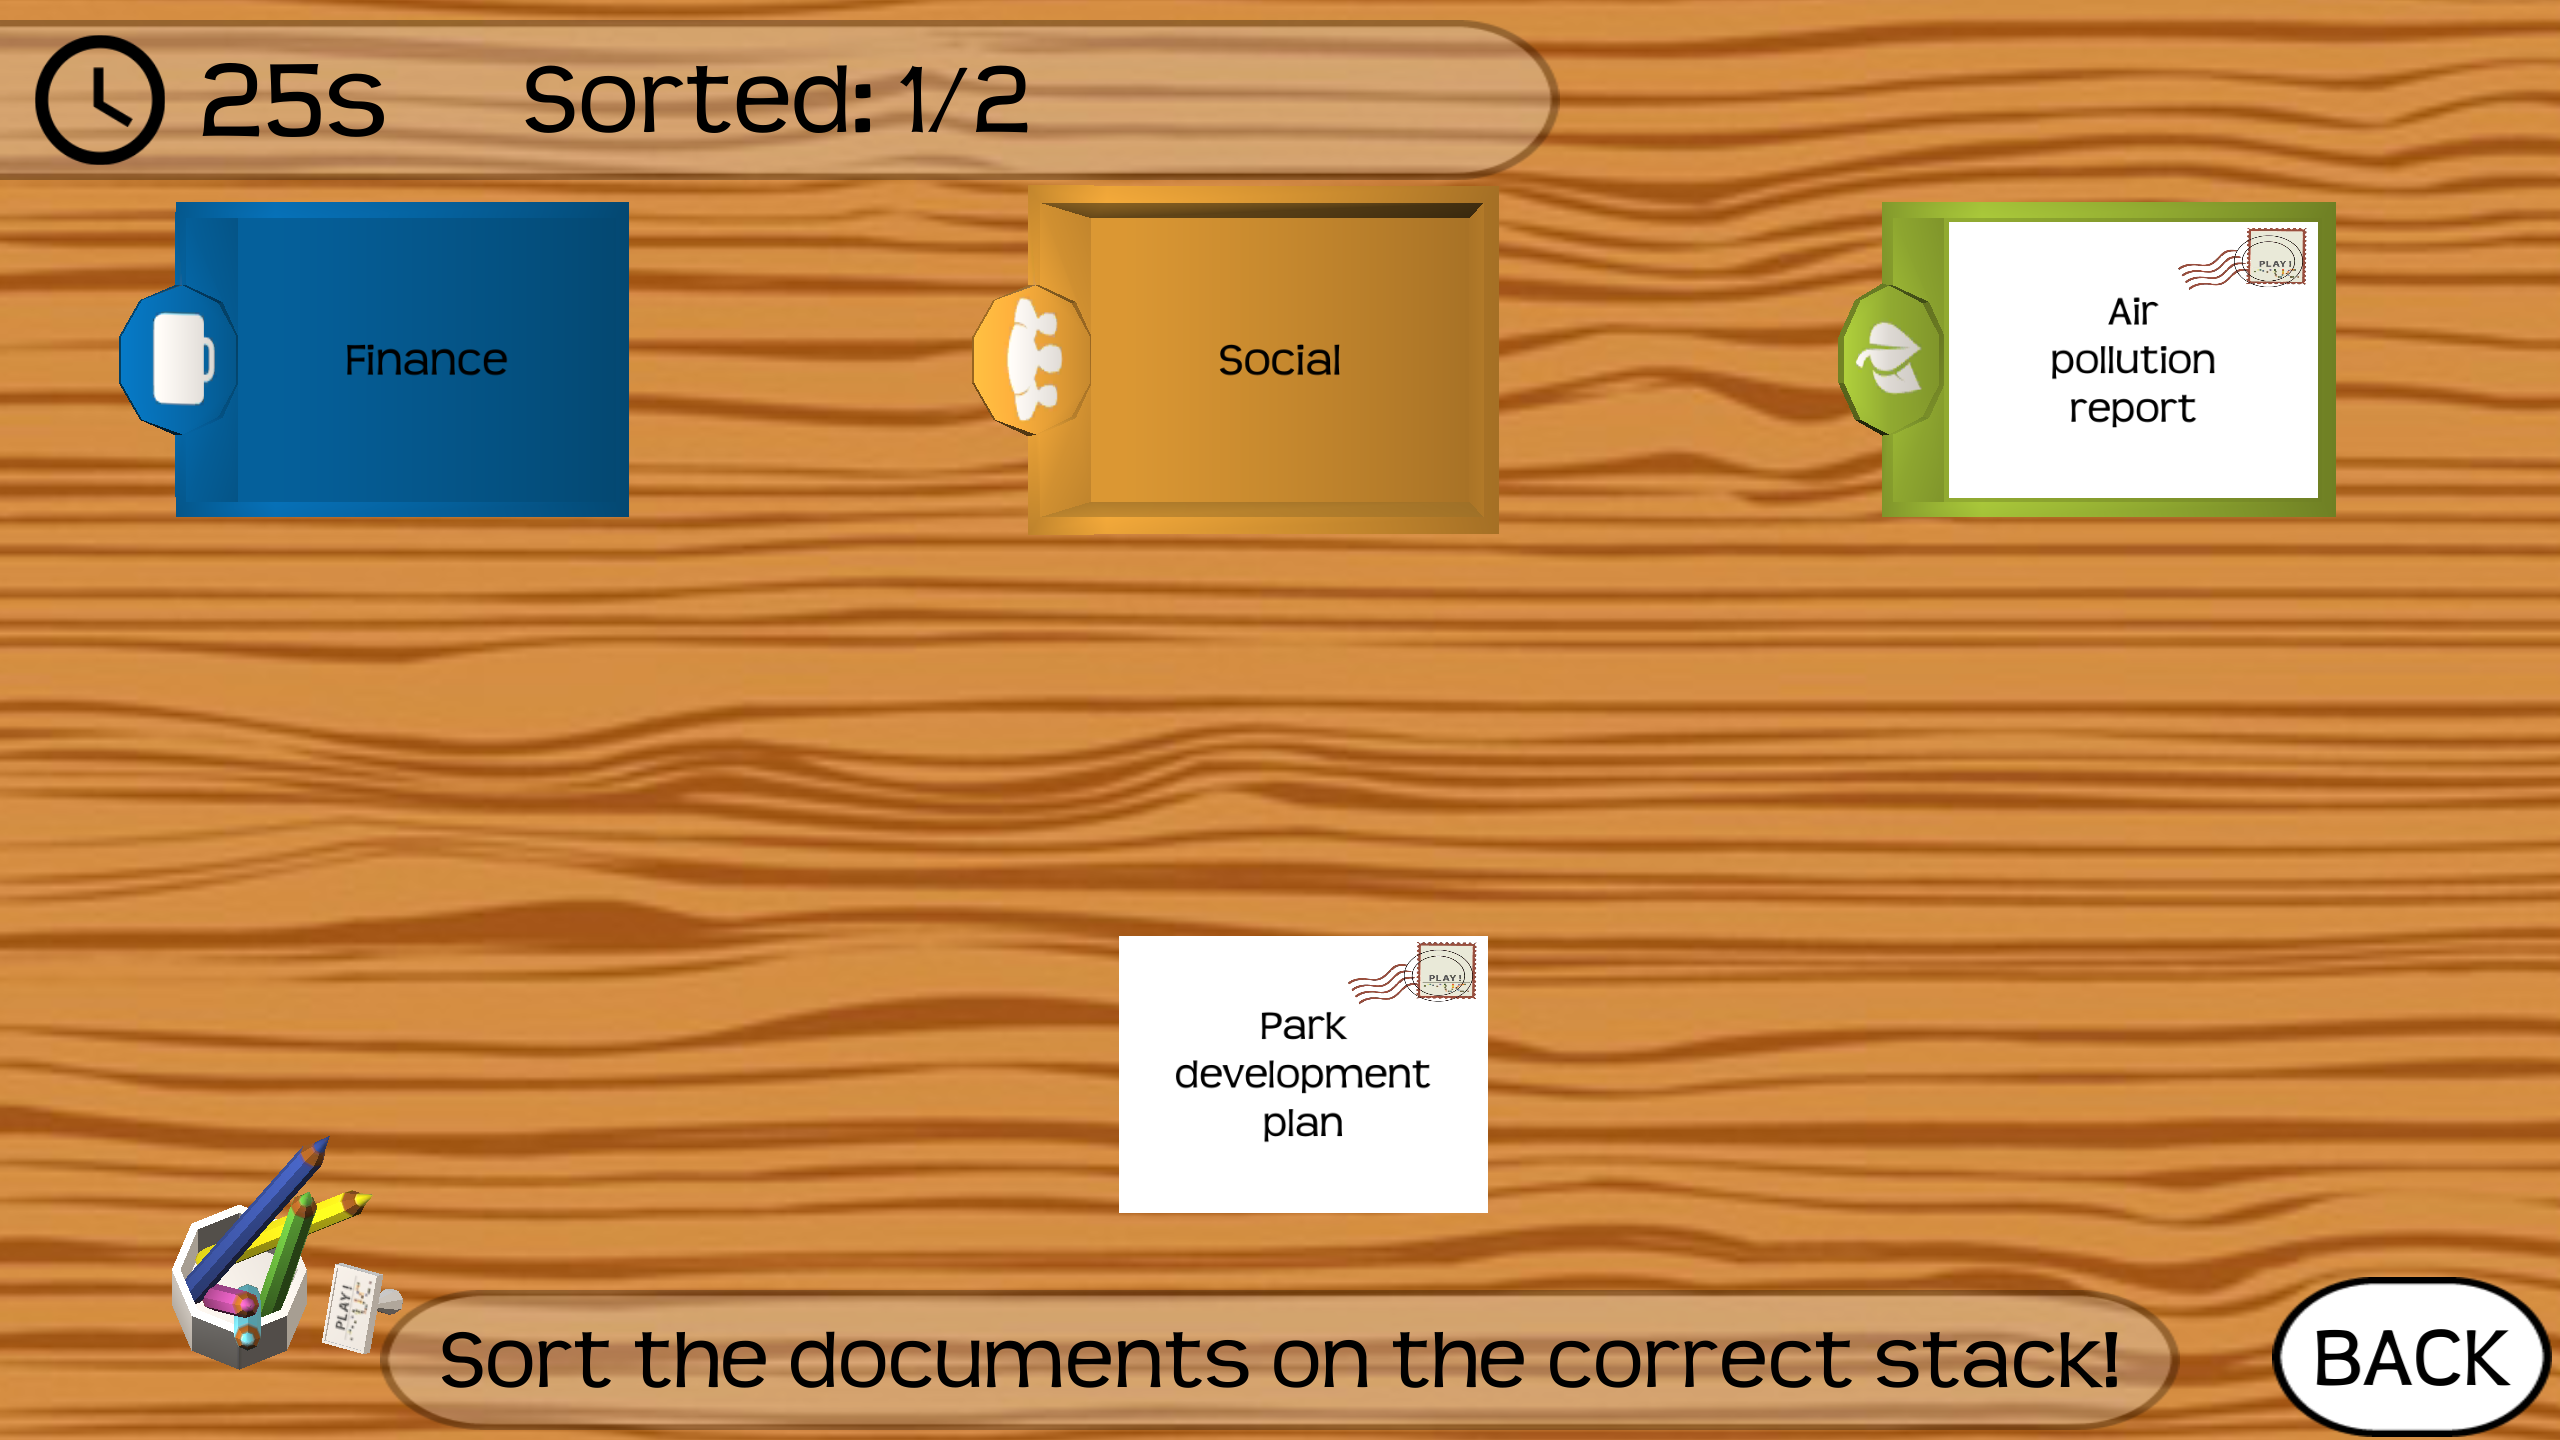 25s
Sorted: 1/2
Finance
Social
Air
pollution
report
PLAY!
Park
development
plan
PLAY!
PLAY!
UC
Sort the documents on the correct stack!
BACK